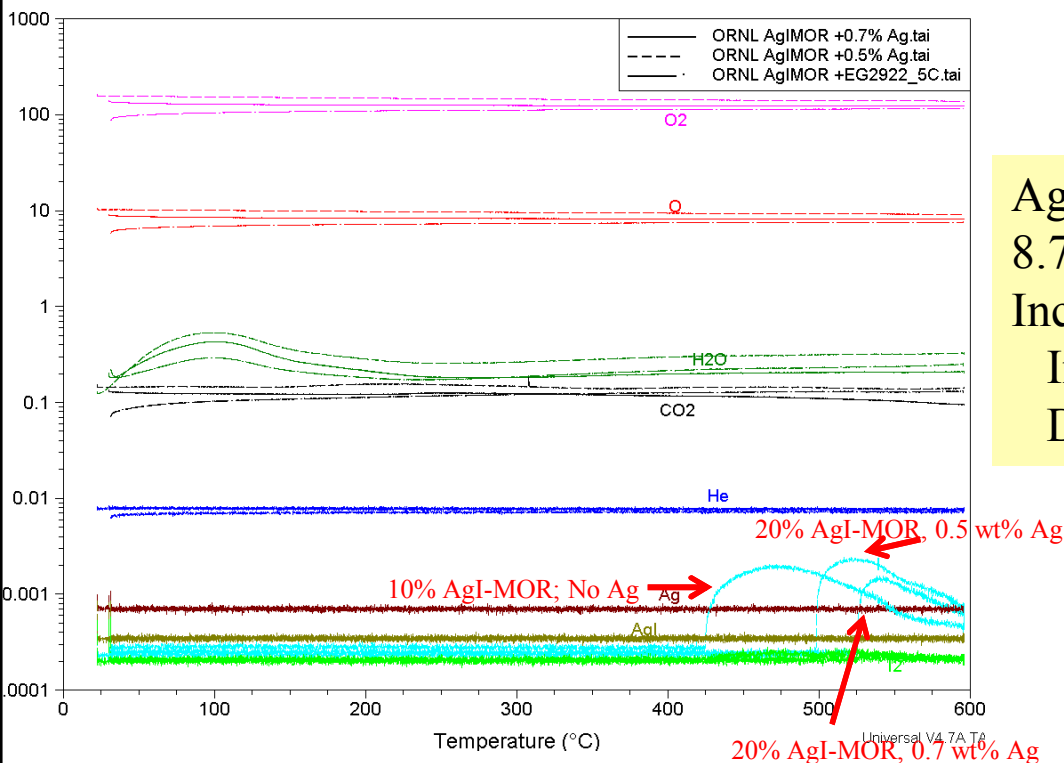 1000
100
10
1
0.1
0.01
0.001
.0001
ORNL AgIMOR +0.7% Ag.tai
ORNL AgIMOR +0.5% Ag.tai
ORNL AgIMOR +EG2922_5C.tai
O2
O
H2O
CO2
He
20% AgI-MOR, 0.5 wt% Ag
10% AgI-MOR; No Ag
Ag
AgI
I2
0 100 200 300 400 500 600
Temperature (°C)
Universal V4.7A TA
20% AgI-MOR, 0.7 wt% Ag
Ag
8.7
Inc
D